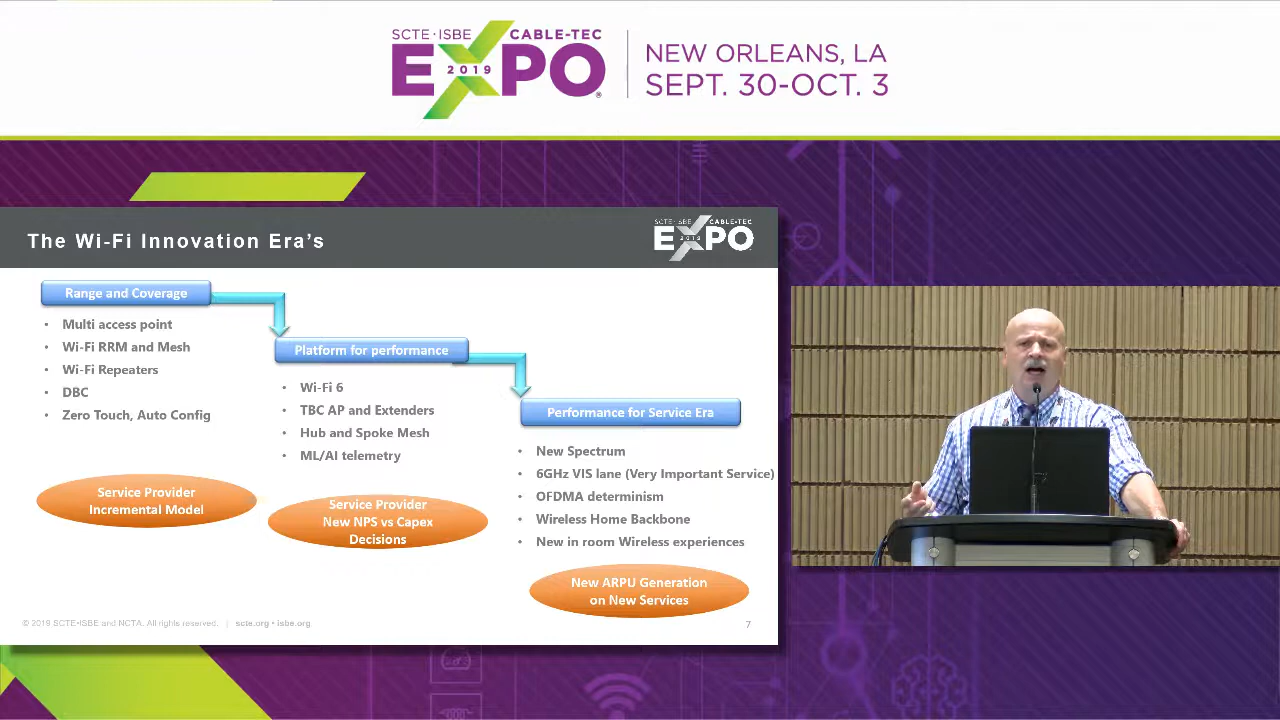 SCTE•ISBE CABLE-TEC
EXPO
2019
NEW ORLEANS, LA
SEPT. 30-OCT. 3
The Wi-Fi Innovation Era's
SCTE•ISBE CABLE-TEC
EXPO
2019
Range and Coverage
• Multi access point
• Wi-Fi RRM and Mesh
• Wi-Fi Repeaters
• DBC
• Zero Touch, Auto Config
Service Provider
Incremental Model
Platform for performance
• Wi-Fi 6
• TBC AP and Extenders
• Hub and Spoke Mesh
• ML/AI telemetry
Service Provider
New NPS vs Capex
Decisions
Performance for Service Era
• New Spectrum
• 6GHz VIS lane (Very Important Service)
• OFDMA determinism
• Wireless Home Backbone
• New in room Wireless experiences
New ARPU Generation
on New Services
© 2019 SCTE•ISBE and NCTA. All rights reserved. | scte.org • isbe.org
7